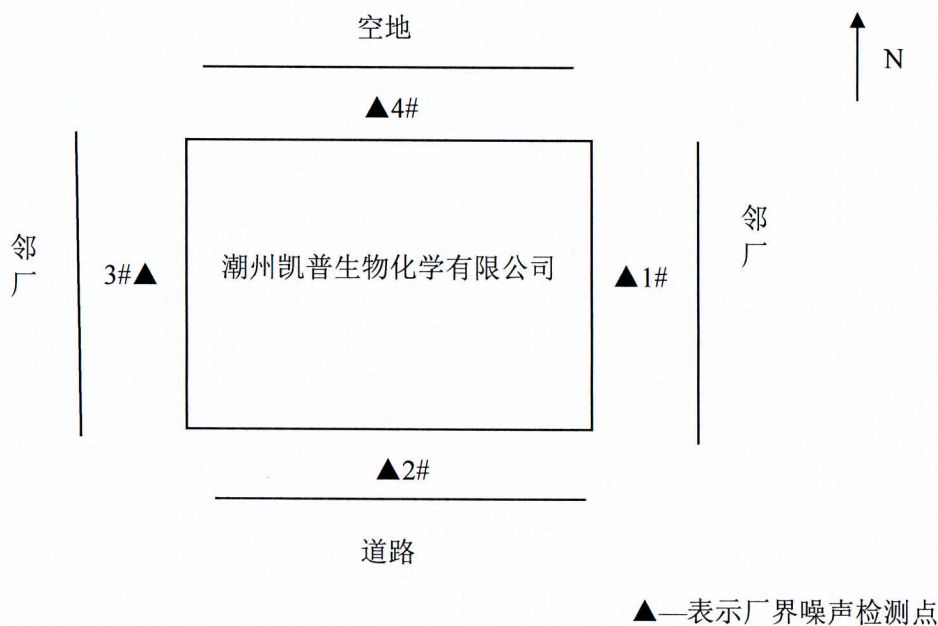 空地
N
▲4#
邻厂
3#▲
潮州凯普生物化学有限公司
▲1#
邻厂
▲2#
道路
▲—表示厂界噪声检测点